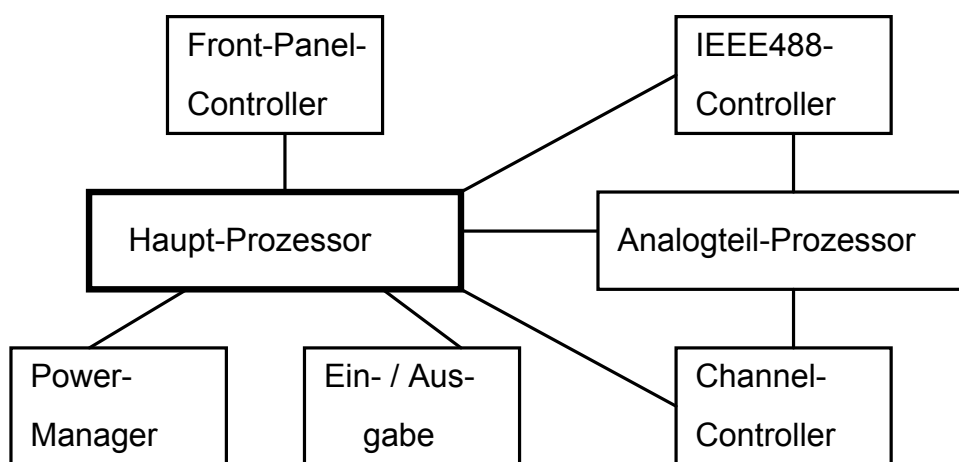 Front-Panel-
Controller
IEEE488-
Controller
Haupt-Prozessor
Analogteil-Prozessor
Power-
Manager
Ein- / Aus-
gabe
Channel-
Controller